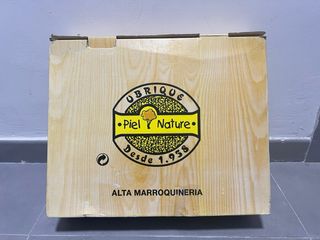 UBRIQUE
Piel Nature
Desde 1.938
ALTA MARROQUINERIA